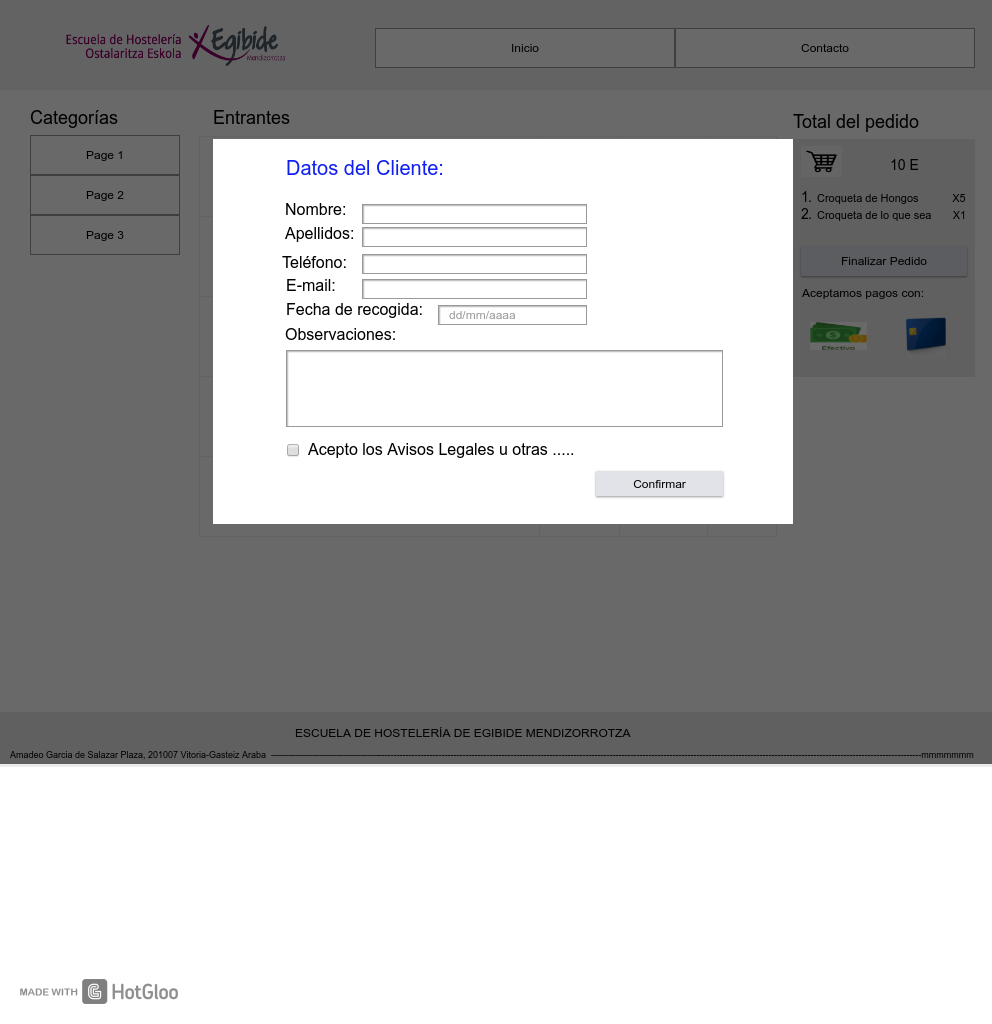 Escuela de Hostelería
Ostalaritza Eskola
Egibide
Mendizorrotza
Inicio
Contacto
Categorías
Page 1
Page 2
Page 3
Entrantes
Datos del Cliente:
Nombre:
Apellidos:
Teléfono:
E-mail:
Fecha de recogida: dd/mm/aaaa
Observaciones:
Acepto los Avisos Legales u otras .....
Confirmar
Total del pedido
10 E
1. Croqueta de Hongos X5
2. Croqueta de lo que sea X1
Finalizar Pedido
Aceptamos pagos con:
Efectivo
ESCUELA DE HOSTELERÍA DE EGIBIDE MENDIZORROTZA
Amadeo Garcia de Salazar Plaza, 201007 Vitoria-Gasteiz Araba mmmmmmm
MADE WITH HotGloo